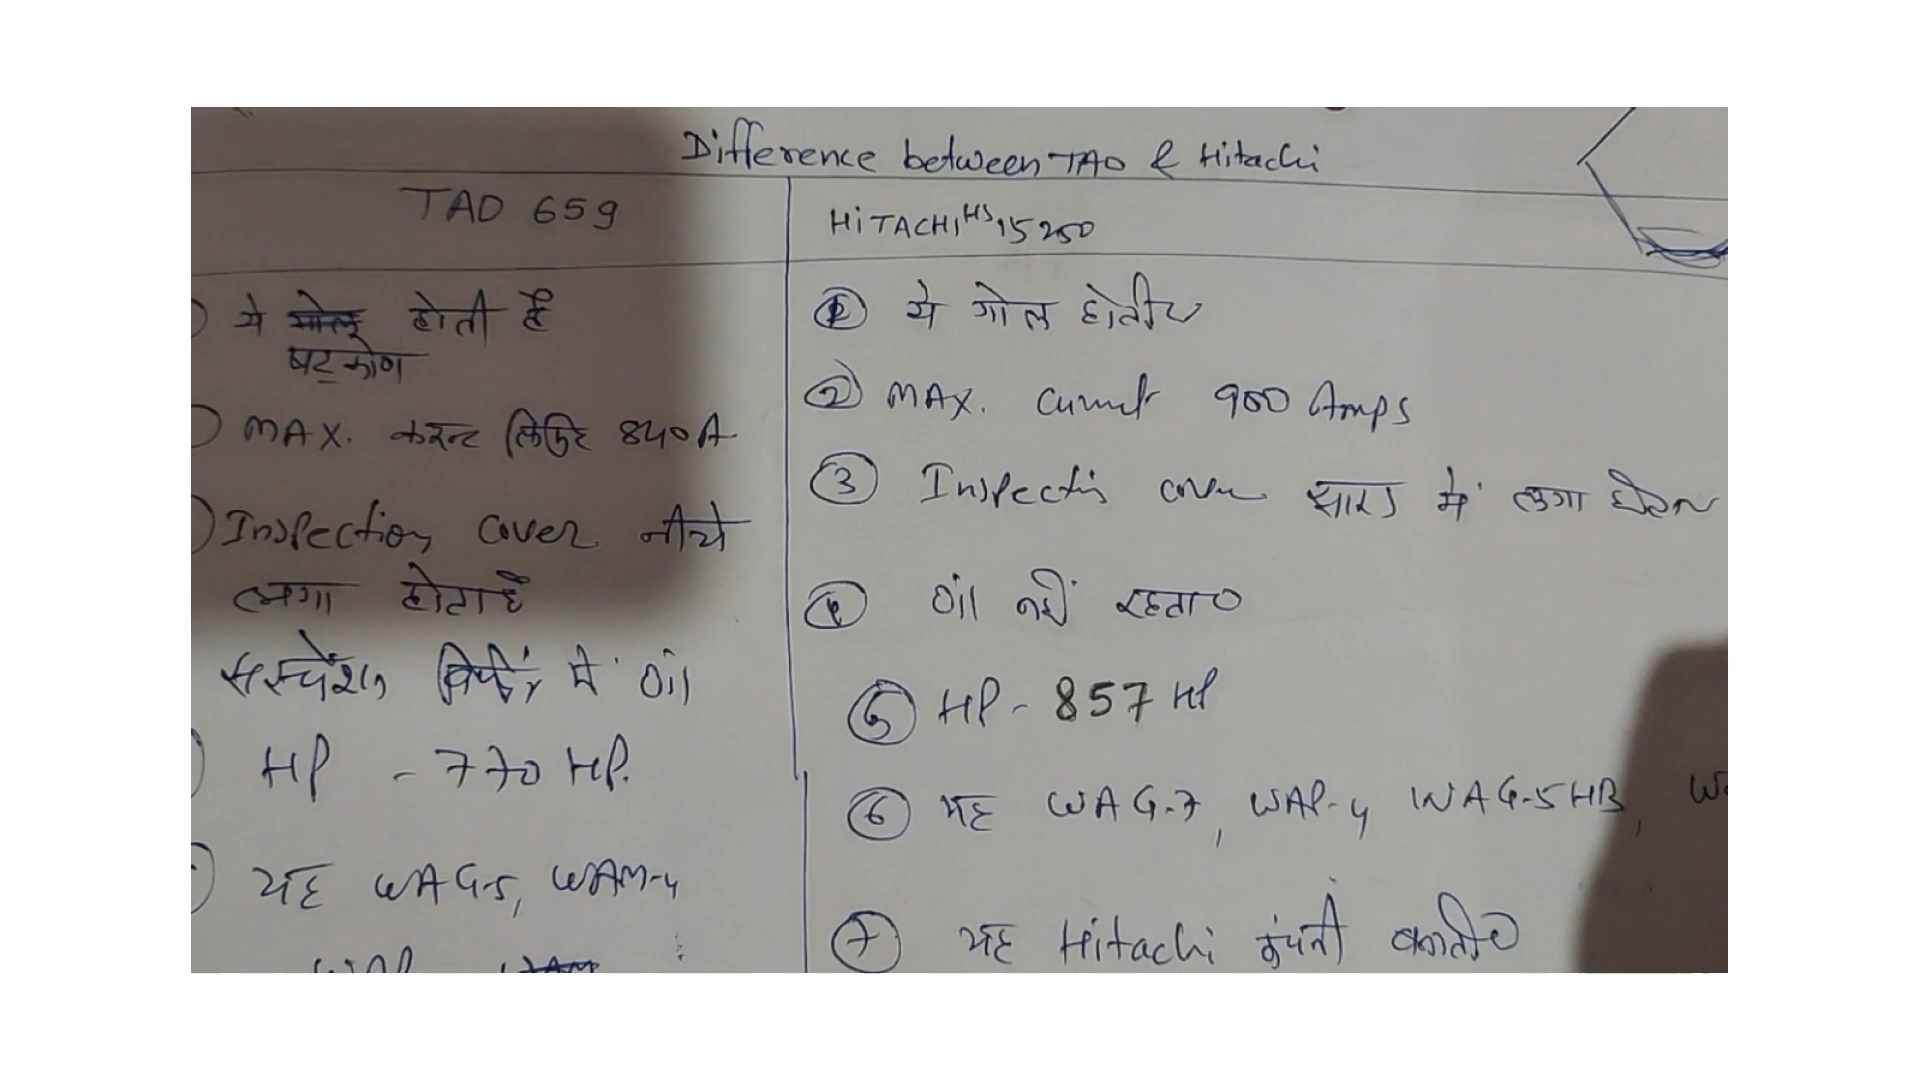 Difference between TAO & Hitachi
TAO 659
HiTACHI HS 15250
ये गोल होती है
षट्कोण
MAX. करन्ट लिमिट 840A
Inspection Cover नीचे
लगा होता है
सस्पेंशन में Oil
HP - 770 HP.
यह WAG-5, WAM-4
① ये गोल होती है
② MAX. Current 900 Amps
③ Inspection cover साइड में लगा होता है
④ Oil नहीं रहता है
⑤ HP - 857 HP
⑥ यह WAG-7, WAP-4 WAG-5HB, W
⑦ यह Hitachi कंपनी बनाती है